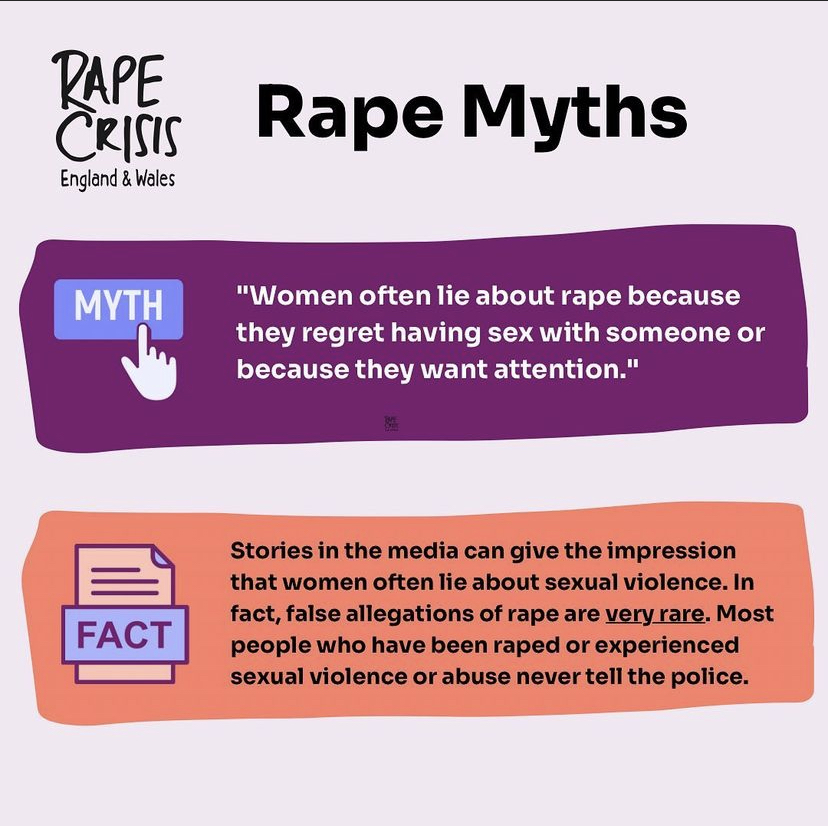 RAPE
CRISIS
England & Wales
Rape Myths
MYTH
"Women often lie about rape because
they regret having sex with someone or
because they want attention."
FACT
Stories in the media can give the impression
that women often lie about sexual violence. In
fact, false allegations of rape are very rare. Most
people who have been raped or experienced
sexual violence or abuse never tell the police.